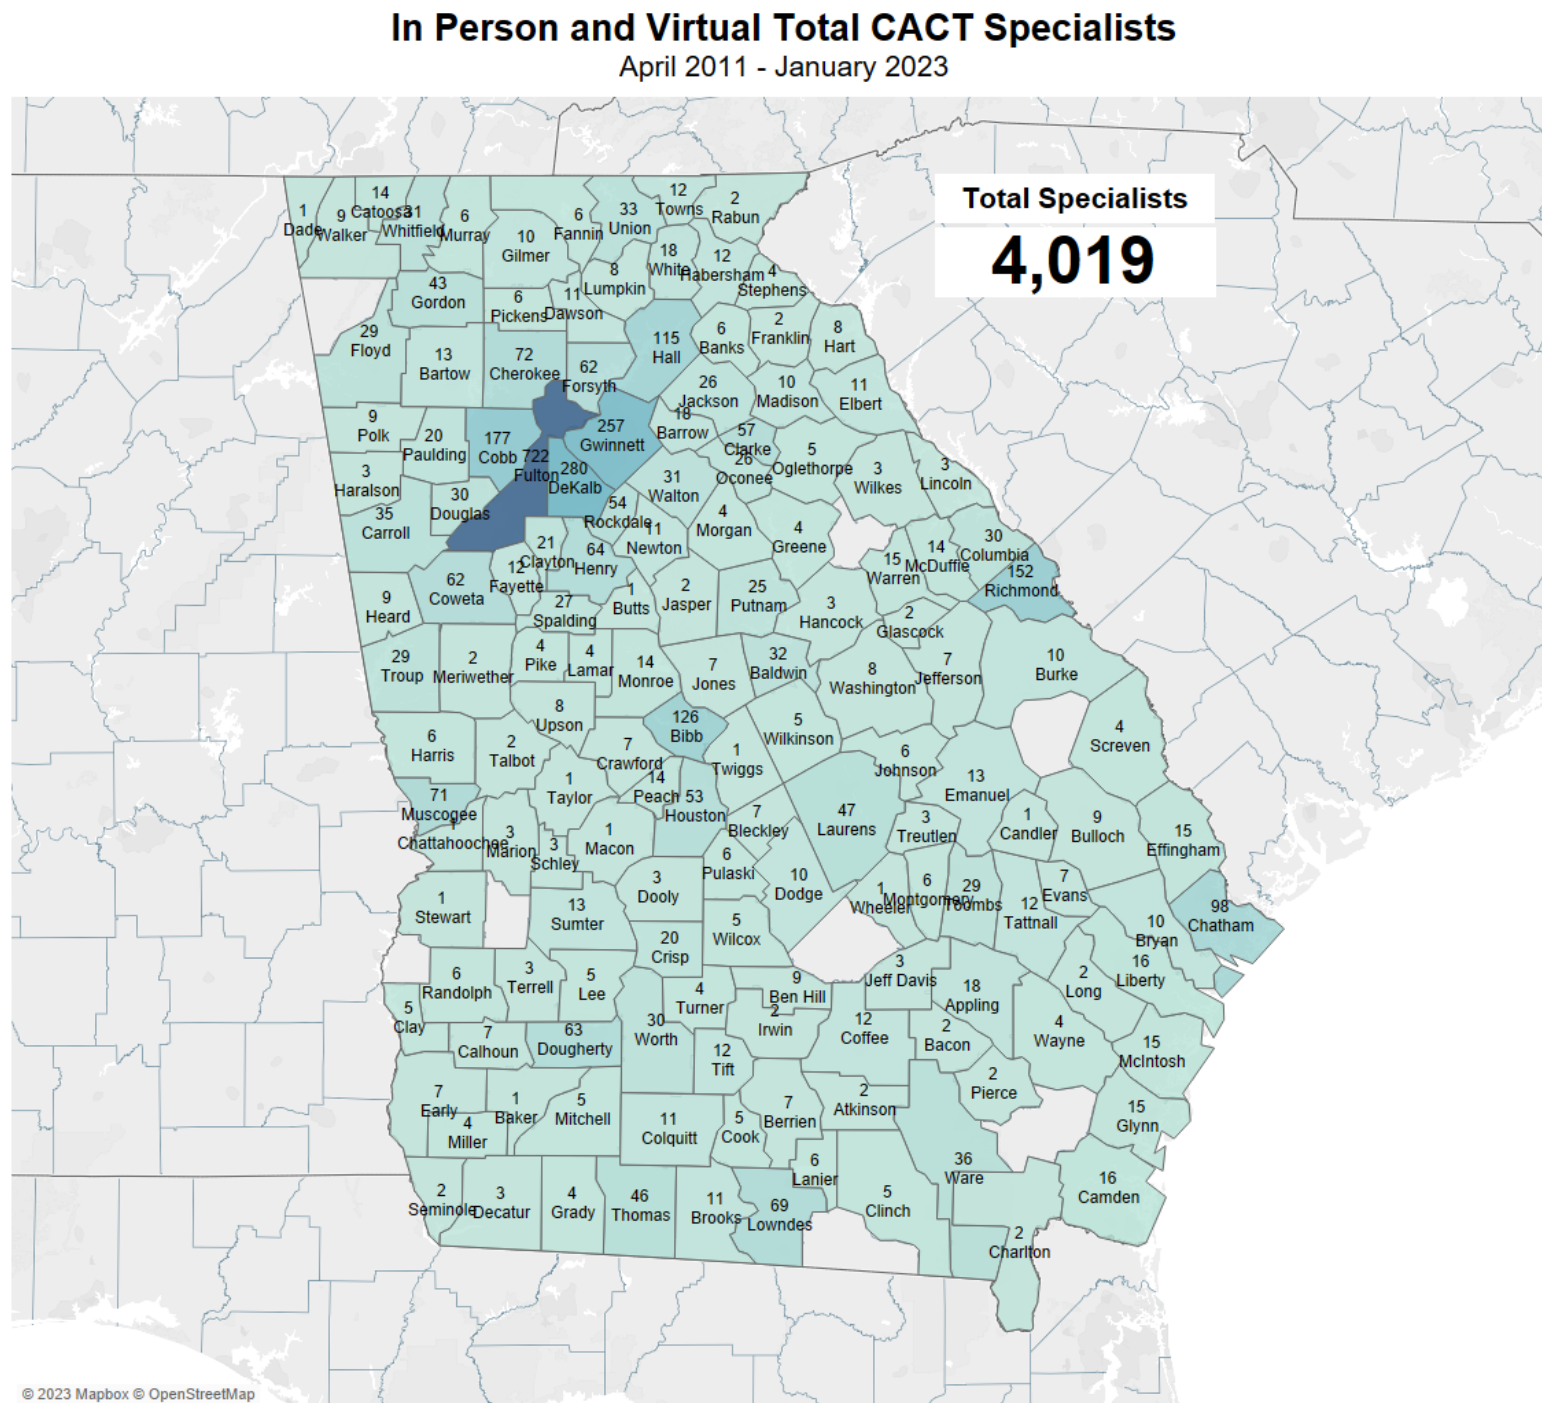 In Person and Virtual Total CACT Specialists
April 2011 - January 2023
Total Specialists
4,019
1
Dade
9
Walker
14
Catoosa
31
Whitfield
6
Murray
10
Gilmer
6
Fannin
33
Union
12
Towns
2
Rabun
8
Lumpkin
18
White
12
Habersham
4
Stephens
43
Gordon
6
Pickens
11
Dawson
29
Floyd
13
Bartow
72
Cherokee
62
Forsyth
115
Hall
6
Banks
2
Franklin
8
Hart
26
Jackson
10
Madison
11
Elbert
9
Polk
20
Paulding
177
Cobb
722
Fulton
257
Gwinnett
280
DeKalb
18
Barrow
57
Clarke
26
Oconee
5
Oglethorpe
3
Wilkes
3
Lincoln
3
Haralson
30
Douglas
35
Carroll
54
Rockdale
31
Walton
11
Newton
4
Morgan
4
Greene
21
Clayton
64
Henry
12
Fayette
62
Coweta
15
Warren
14
McDuffie
30
Columbia
152
Richmond
9
Heard
27
Spalding
1
Butts
2
Jasper
25
Putnam
3
Hancock
2
Glascock
29
Troup
2
Meriwether
4
Pike
4
Lamar
14
Monroe
7
Jones
32
Baldwin
8
Washington
7
Jefferson
10
Burke
8
Upson
126
Bibb
5
Wilkinson
4
Screven
6
Harris
2
Talbot
7
Crawford
1
Twiggs
6
Johnson
13
Emanuel
71
Muscogee
1
Taylor
14
Peach
53
Houston
7
Bleckley
47
Laurens
3
Treutlen
1
Candler
9
Bulloch
15
Effingham
1
Chattahoochee
3
Marion
3
Schley
1
Macon
6
Pulaski
10
Dodge
1
Wheeler
6
Montgomery
29
Toombs
12
Tattnall
7
Evans
98
Chatham
1
Stewart
13
Sumter
3
Dooly
5
Wilcox
20
Crisp
10
Bryan
16
Liberty
2
Long
6
Randolph
3
Terrell
5
Lee
4
Turner
9
Ben Hill
3
Jeff Davis
18
Appling
5
Clay
7
Calhoun
63
Dougherty
30
Worth
2
Irwin
12
Coffee
2
Bacon
4
Wayne
15
McIntosh
12
Tift
7
Early
1
Baker
5
Mitchell
4
Miller
11
Colquitt
5
Cook
7
Berrien
2
Atkinson
2
Pierce
15
Glynn
6
Lanier
36
Ware
16
Camden
2
Seminole
3
Decatur
4
Grady
46
Thomas
11
Brooks
69
Lowndes
5
Clinch
2
Charlton
© 2023 Mapbox © OpenStreetMap